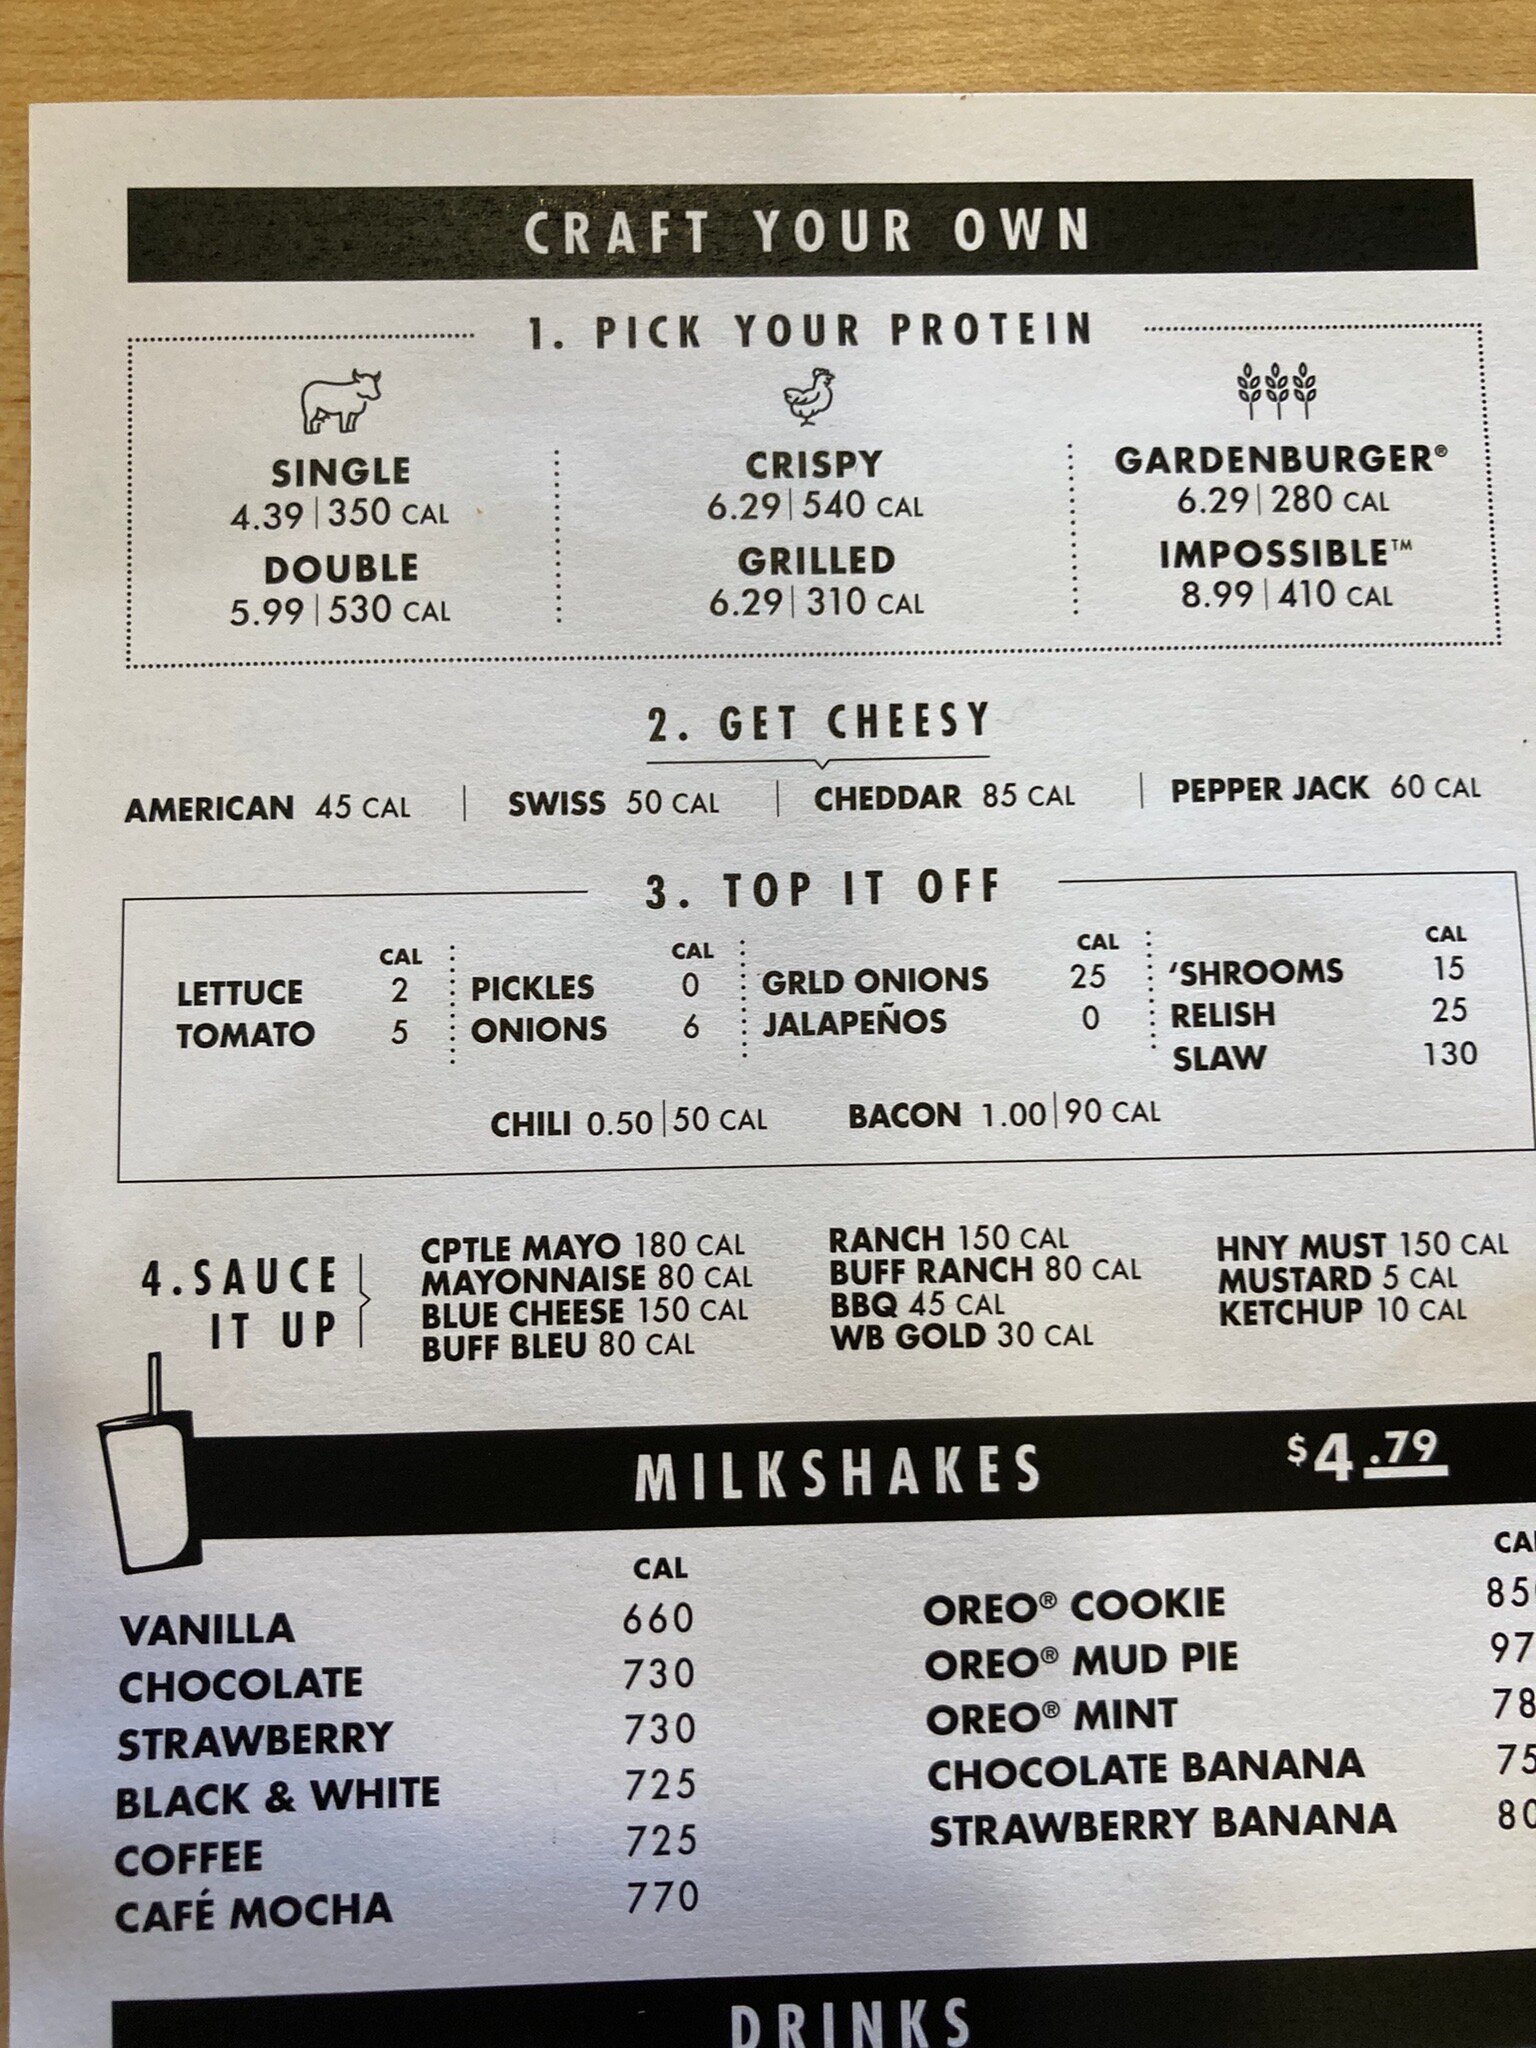 CRAFT YOUR OWN
1. PICK YOUR PROTEIN
SINGLE
4.39|350 CAL
DOUBLE
5.99|530 CAL
CRISPY
6.29|540 CAL
GRILLED
6.29|310 CAL
GARDENBURGER®
6.29|280 CAL
IMPOSSIBLE™
8.99|410 CAL
2. GET CHEESY
AMERICAN 45 CAL | SWISS 50 CAL | CHEDDAR 85 CAL | PEPPER JACK 60 CAL
3. TOP IT OFF
CAL
LETTUCE 2
TOMATO 5
CAL
PICKLES 0
ONIONS 6
CAL
GRLD ONIONS 25
JALAPEÑOS 0
CAL
‘SHROOMS 15
RELISH 25
SLAW 130
CHILI 0.50|50 CAL BACON 1.00|90 CAL
4. SAUCE
IT UP
CPTLE MAYO 180 CAL
MAYONNAISE 80 CAL
BLUE CHEESE 150 CAL
BUFF BLEU 80 CAL
RANCH 150 CAL
BUFF RANCH 80 CAL
BBQ 45 CAL
WB GOLD 30 CAL
HNY MUST 150 CAL
MUSTARD 5 CAL
KETCHUP 10 CAL
MILKSHAKES $4.79
CAL
VANILLA 660
CHOCOLATE 730
STRAWBERRY 730
BLACK & WHITE 725
COFFEE 725
CAFÉ MOCHA 770
OREO® COOKIE
OREO® MUD PIE
OREO® MINT
CHOCOLATE BANANA
STRAWBERRY BANANA
DRINKS